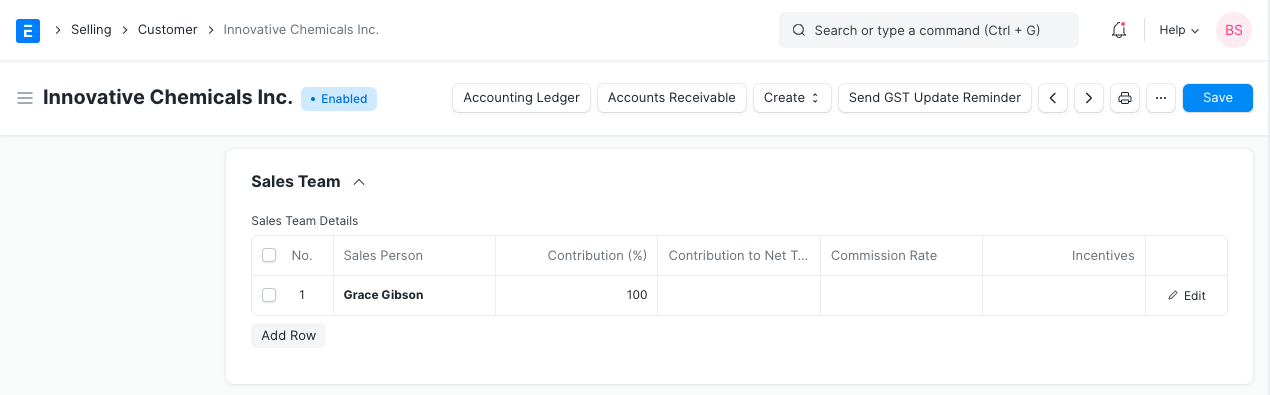 E Selling Customer Innovative Chemicals Inc. Search or type a command (Ctrl + G) Help BS
Innovative Chemicals Inc. • Enabled Accounting Ledger Accounts Receivable Create Send GST Update Reminder ... Save
Sales Team
Sales Team Details
No. Sales Person Contribution (%) Contribution to Net T... Commission Rate Incentives
1 Grace Gibson 100 Edit
Add Row